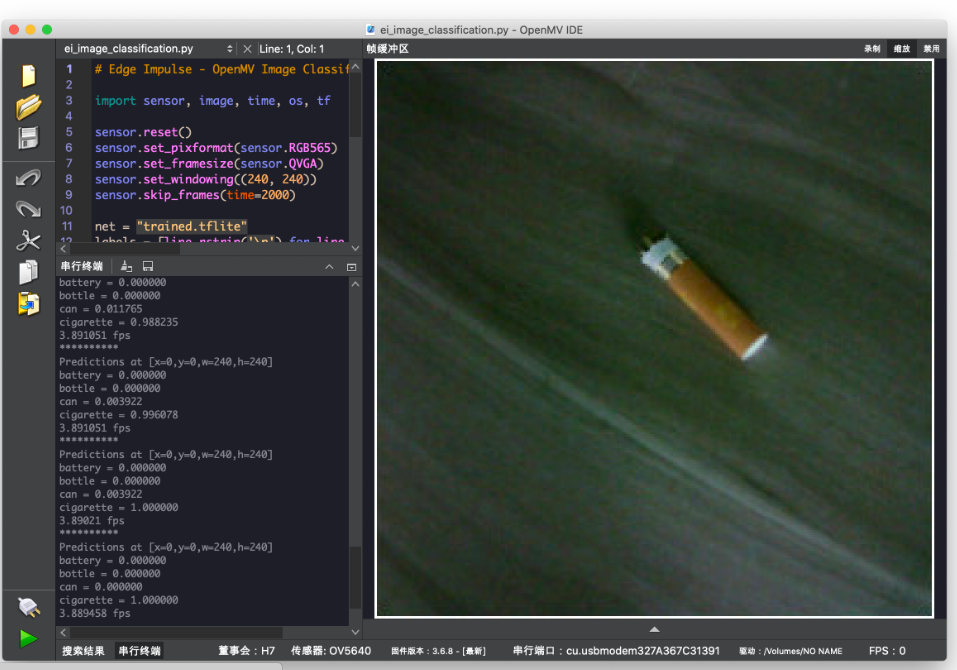 ei_image_classification.py - OpenMV IDE
ei_image_classification.py
Line: 1, Col: 1
帧缓冲区
录制
缩放
禁用
1 # Edge Impulse - OpenMV Image Classif
2
3 import sensor, image, time, os, tf
4
5 sensor.reset()
6 sensor.set_pixformat(sensor.RGB565)
7 sensor.set_framesize(sensor.QVGA)
8 sensor.set_windowing((240, 240))
9 sensor.skip_frames(time=2000)
10
11 net = "trained.tflite"
12 labels = [line.rstrip('\n') for line
串行终端
battery = 0.000000
bottle = 0.000000
can = 0.011765
cigarette = 0.988235
3.891051 fps
**********
Predictions at [x=0,y=0,w=240,h=240]
battery = 0.000000
bottle = 0.000000
can = 0.003922
cigarette = 0.996078
3.891051 fps
**********
Predictions at [x=0,y=0,w=240,h=240]
battery = 0.000000
bottle = 0.000000
can = 0.003922
cigarette = 1.000000
3.89021 fps
**********
Predictions at [x=0,y=0,w=240,h=240]
battery = 0.000000
bottle = 0.000000
can = 0.000000
cigarette = 1.000000
3.889458 fps
搜索结果 串行终端 董事会：H7 传感器: OV5640 固件版本：3.6.8 - [最新] 串行端口：cu.usbmodem327A367C31391 驱动：/Volumes/NO NAME FPS：0